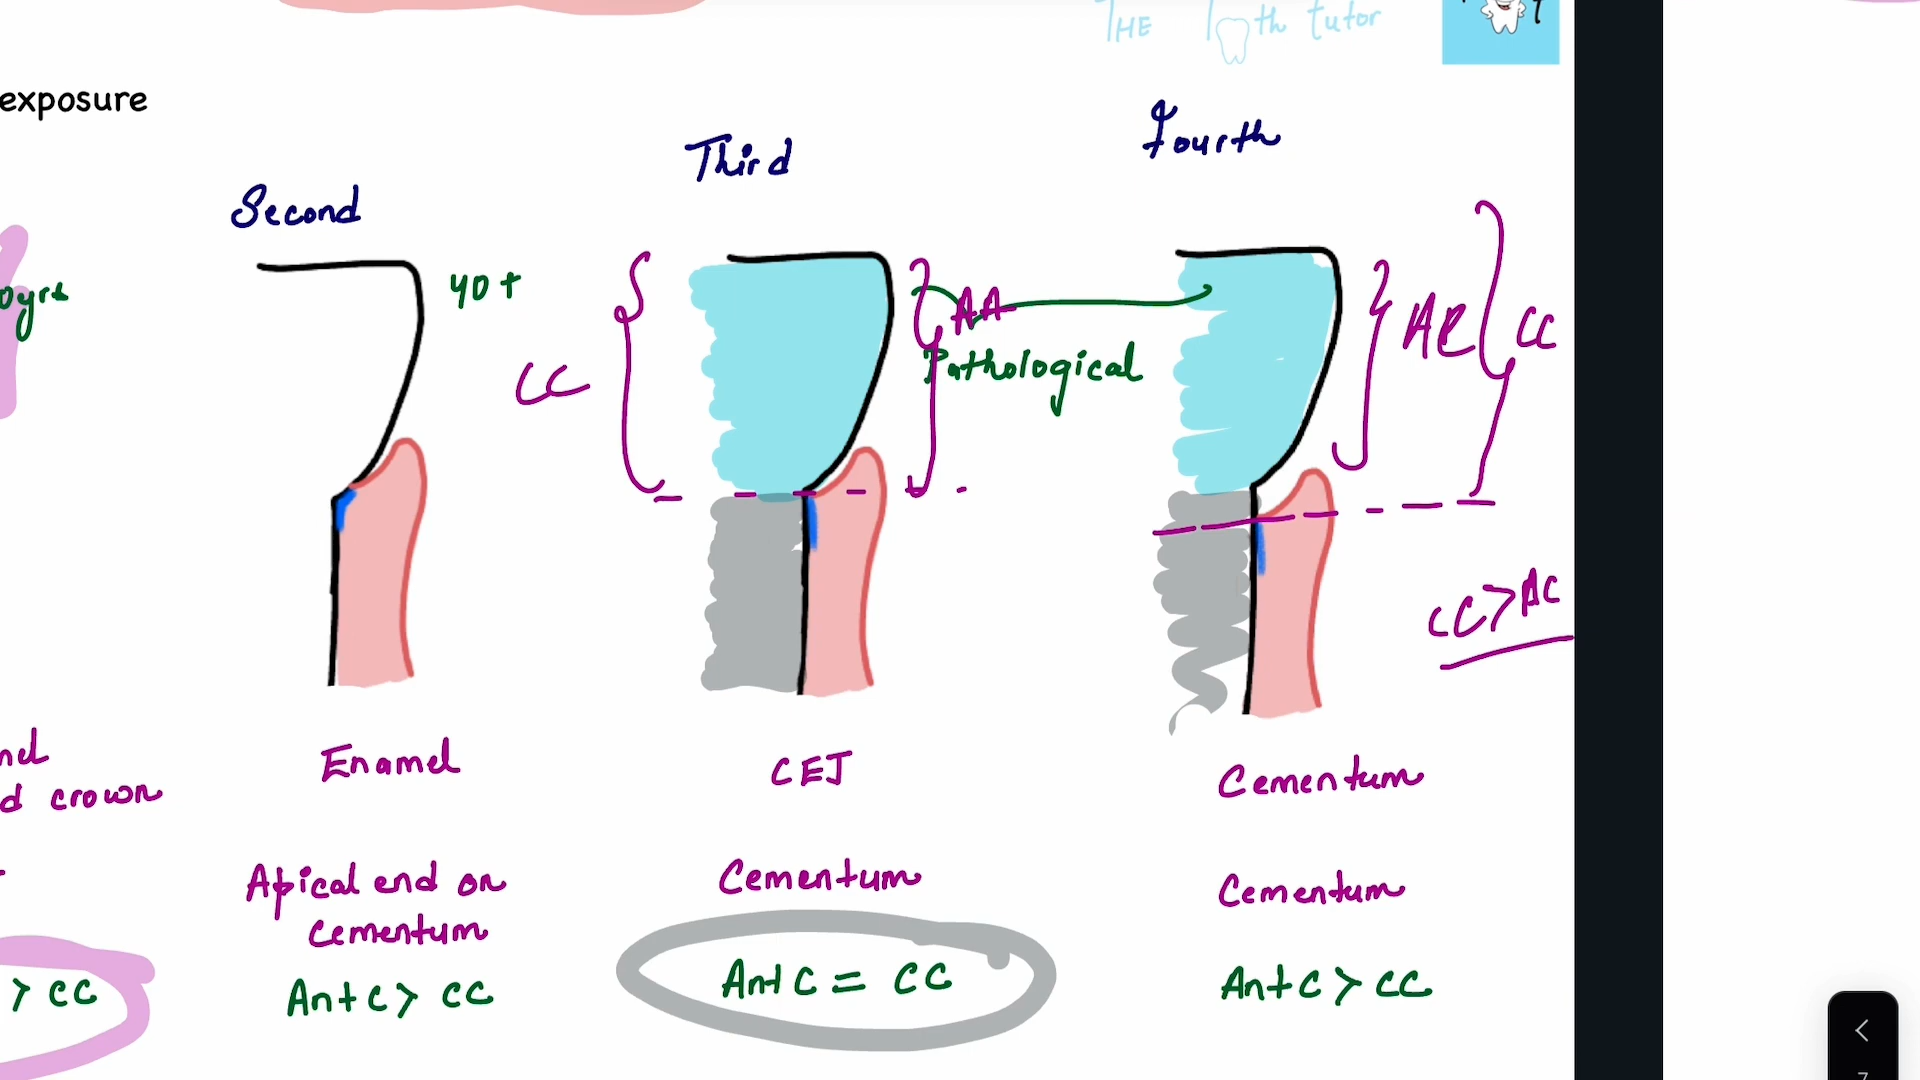 THE Tooth tutor
exposure
Second
Third
Fourth
40+
CC
AA
Pathological
AC
CC
CC>AC
Enamel
CEJ
Cementum
d crown
Apical end on
Cementum
Cementum
Cementum
> CC
Ant C > CC
Ant C = CC
Ant C > CC